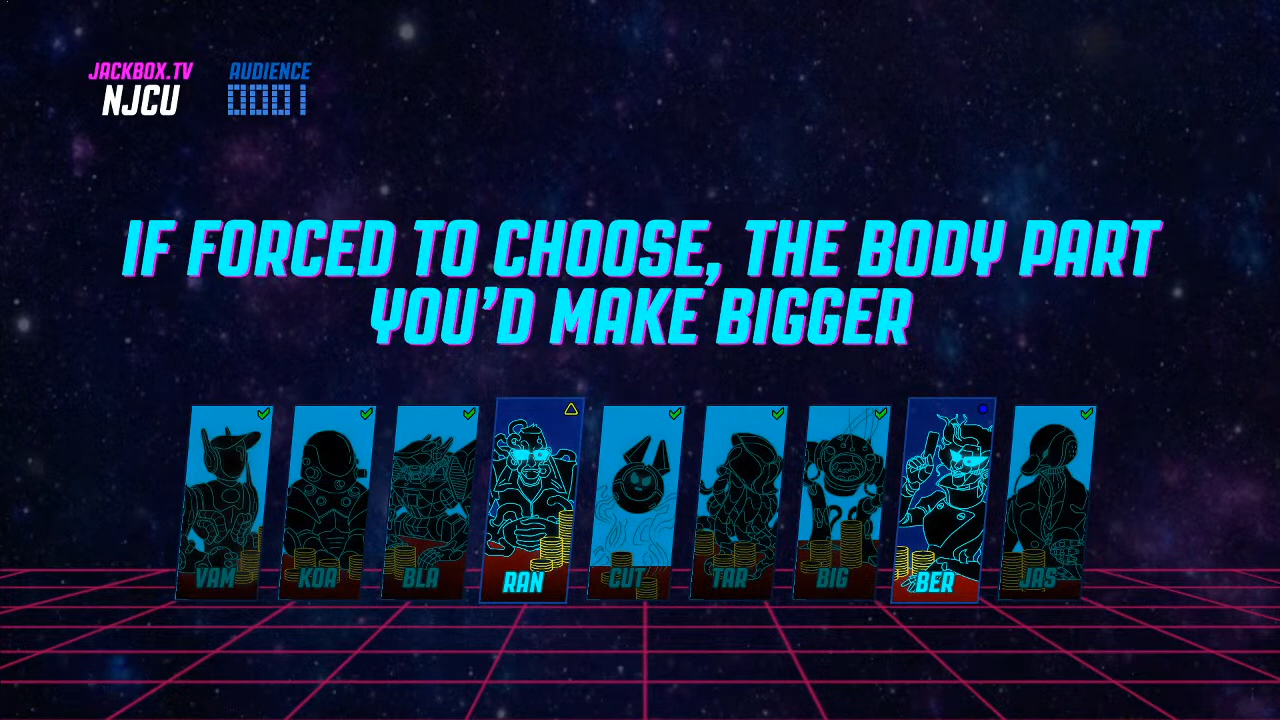 JACKBOX.TV
NJCU
AUDIENCE
0001
IF FORCED TO CHOOSE, THE BODY PART
YOU'D MAKE BIGGER
VAM KOR BLA RAN CUT TAR BIG BER JAS